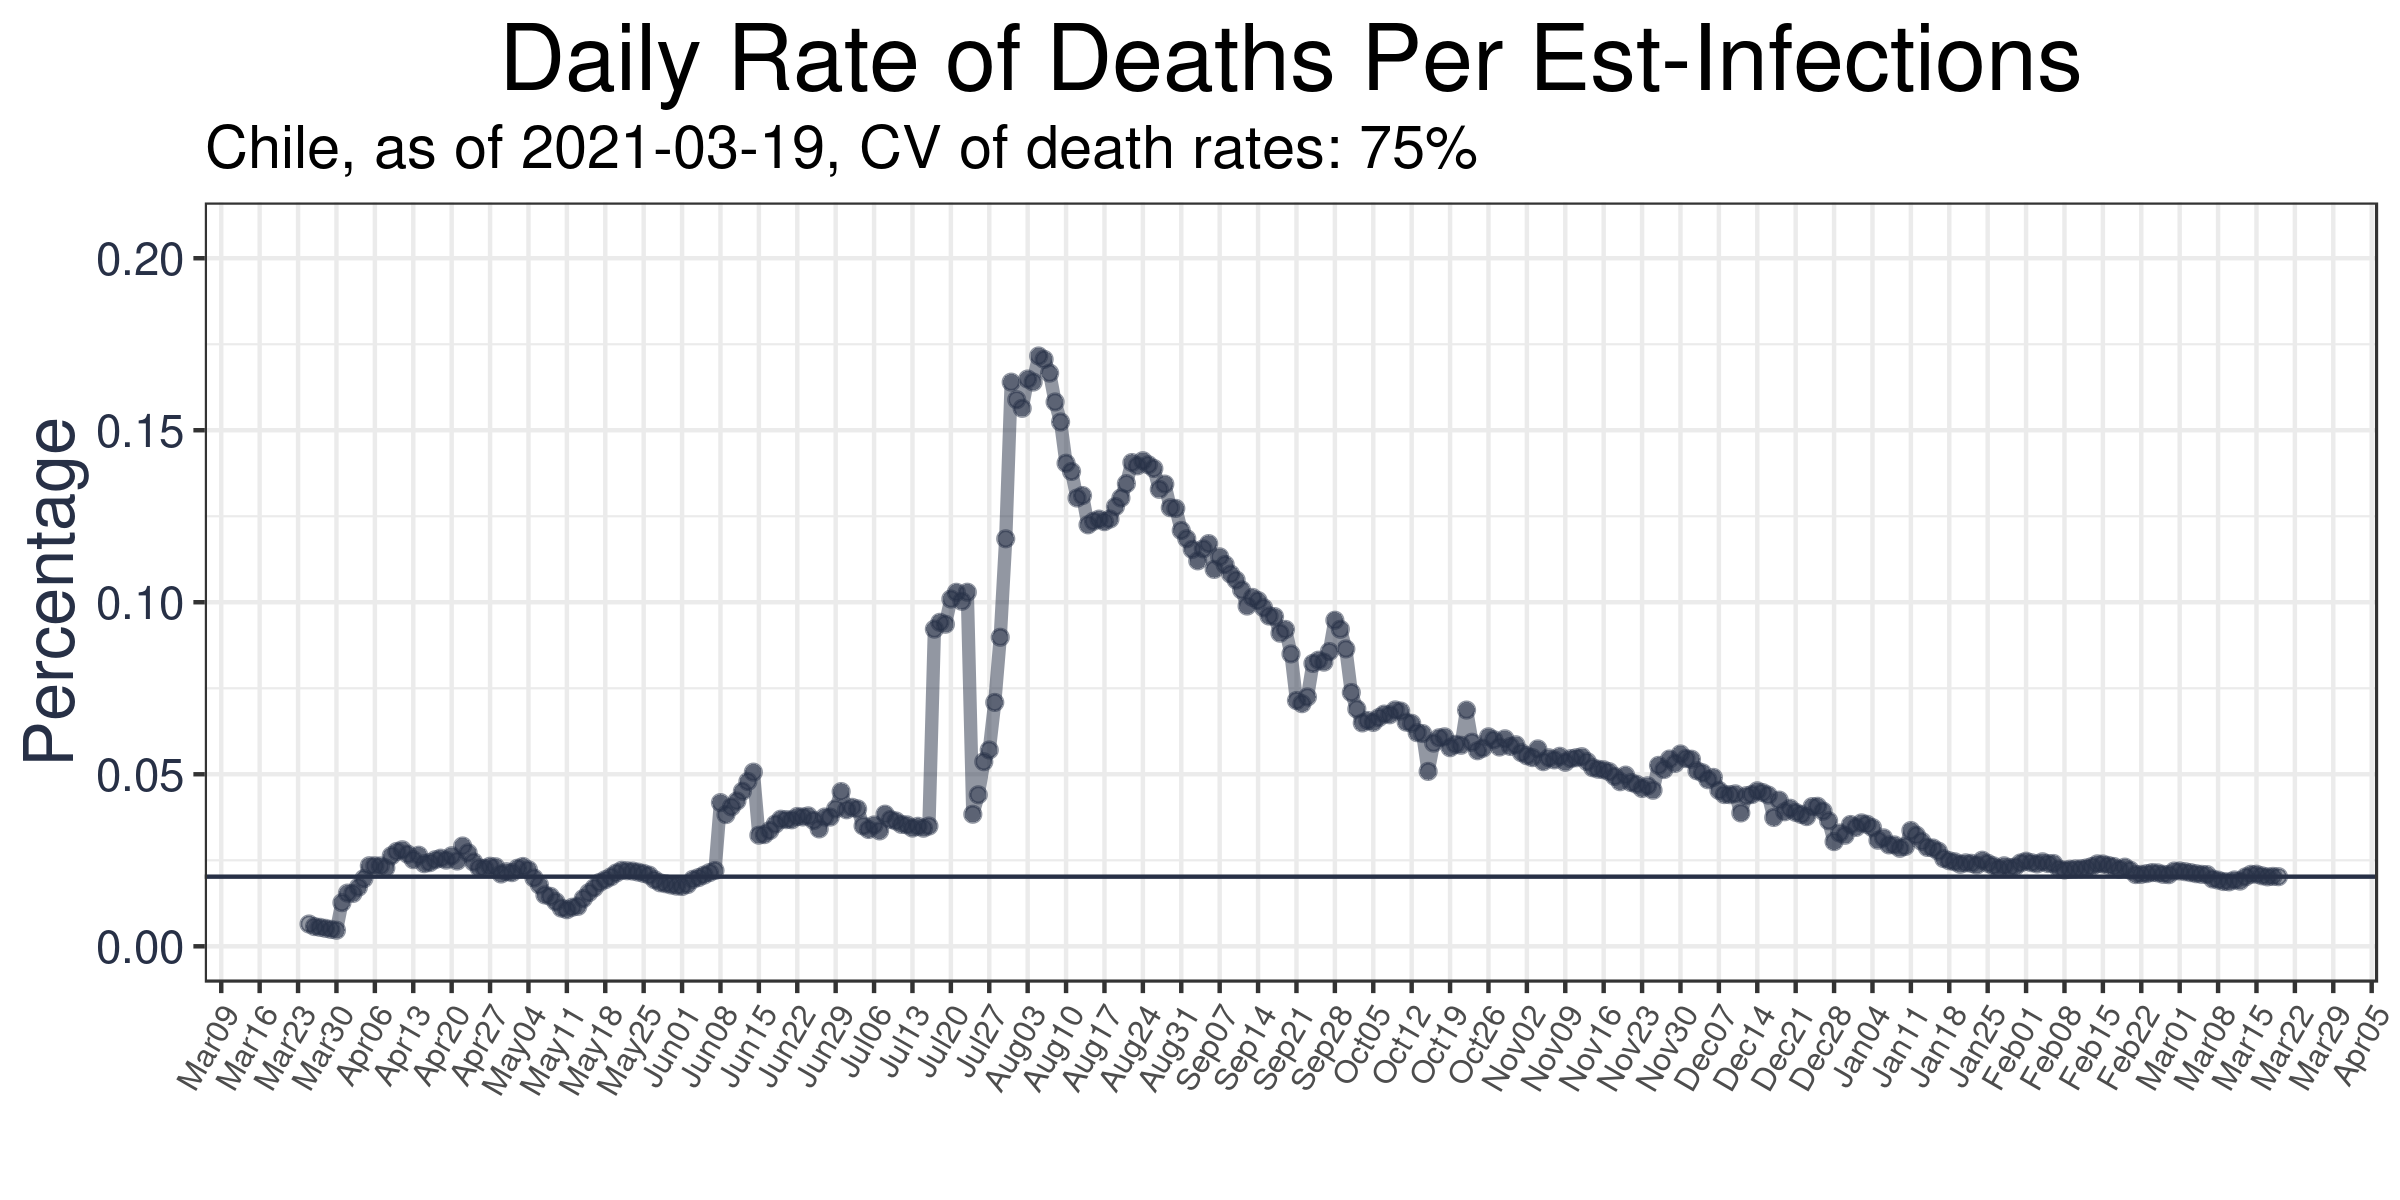 Daily Rate of Deaths Per Est-Infections
Chile, as of 2021-03-19, CV of death rates: 75%
Percentage
0.20
0.15
0.10
0.05
0.00
Mar09 Mar16 Mar23 Mar30 Apr06 Apr13 Apr20 Apr27 May04 May11 May18 May25 Jun01 Jun08 Jun15 Jun22 Jun29 Jul06 Jul13 Jul20 Jul27 Aug03 Aug10 Aug17 Aug24 Aug31 Sep07 Sep14 Sep21 Sep28 Oct05 Oct12 Oct19 Oct26 Nov02 Nov09 Nov16 Nov23 Nov30 Dec07 Dec14 Dec21 Dec28 Jan04 Jan11 Jan18 Jan25 Feb01 Feb08 Feb15 Feb22 Mar01 Mar08 Mar15 Mar22 Mar29 Apr05